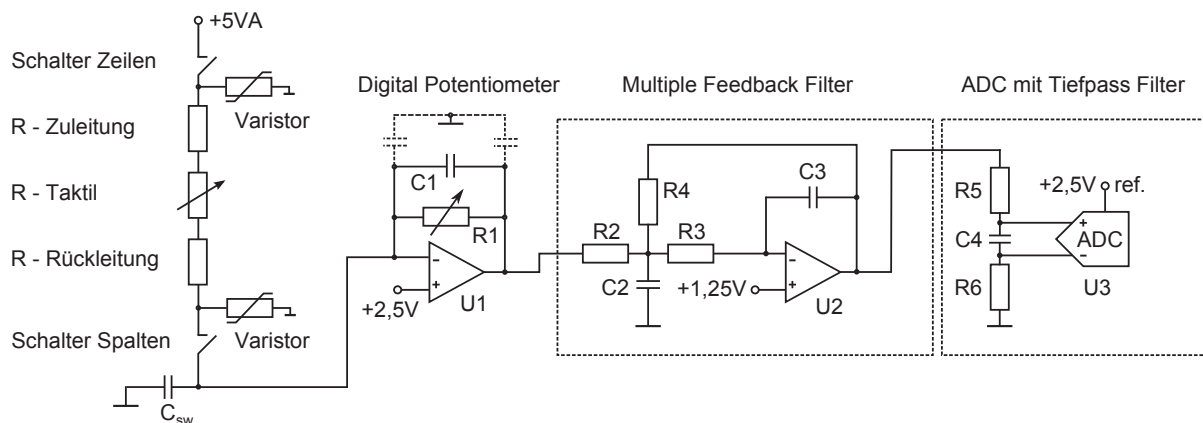 +5VA
Schalter Zeilen
Varistor
R - Zuleitung
R - Taktil
R - Rückleitung
Schalter Spalten
Varistor
C_sw
Digital Potentiometer
C1
R1
U1
+2,5V
Multiple Feedback Filter
R4
C3
R2
R3
C2
+1,25V
U2
ADC mit Tiefpass Filter
R5
+2,5V ref.
C4
ADC
R6
U3